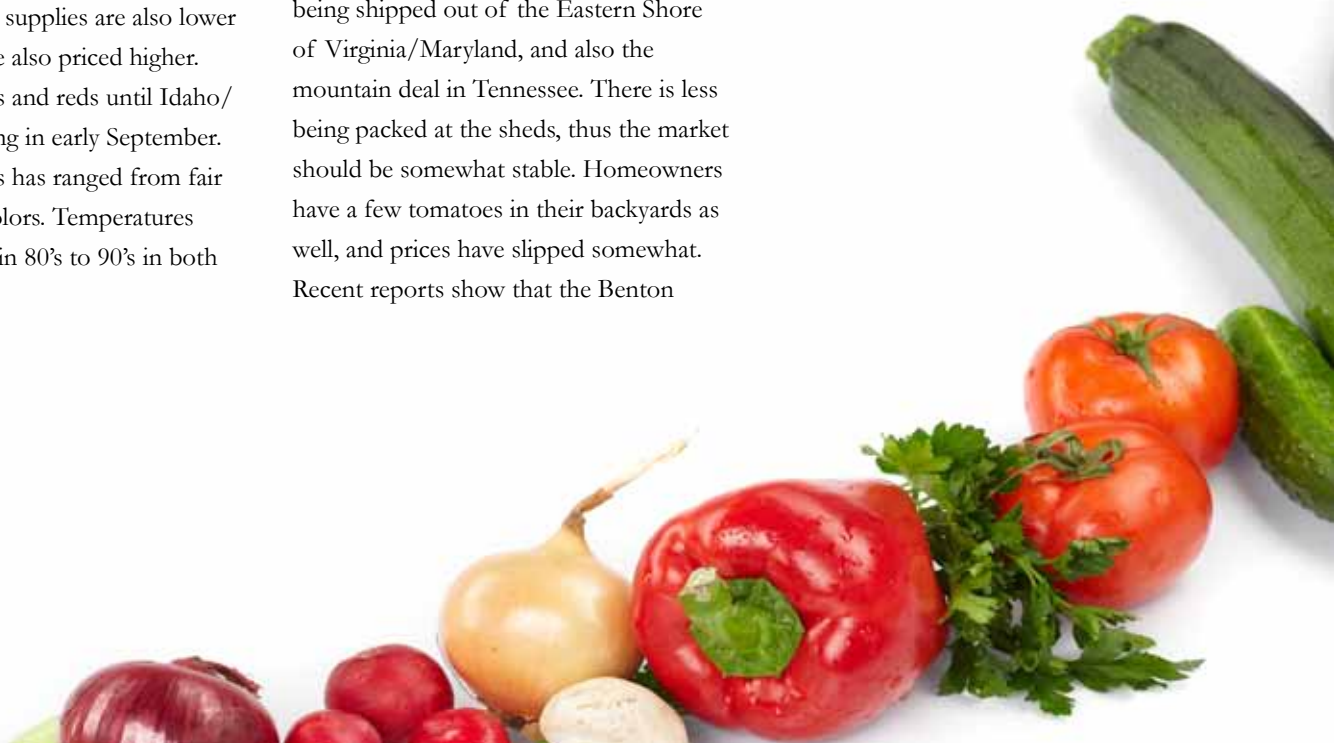 supplies are also lower
also priced higher.
and reds until Idaho/
in early September.
has ranged from fair
Temperatures
in 80’s to 90’s in both
being shipped out of the Eastern Shore
of Virginia/Maryland, and also the
mountain deal in Tennessee. There is less
being packed at the sheds, thus the market
should be somewhat stable. Homeowners
have a few tomatoes in their backyards as
well, and prices have slipped somewhat.
Recent reports show that the Benton